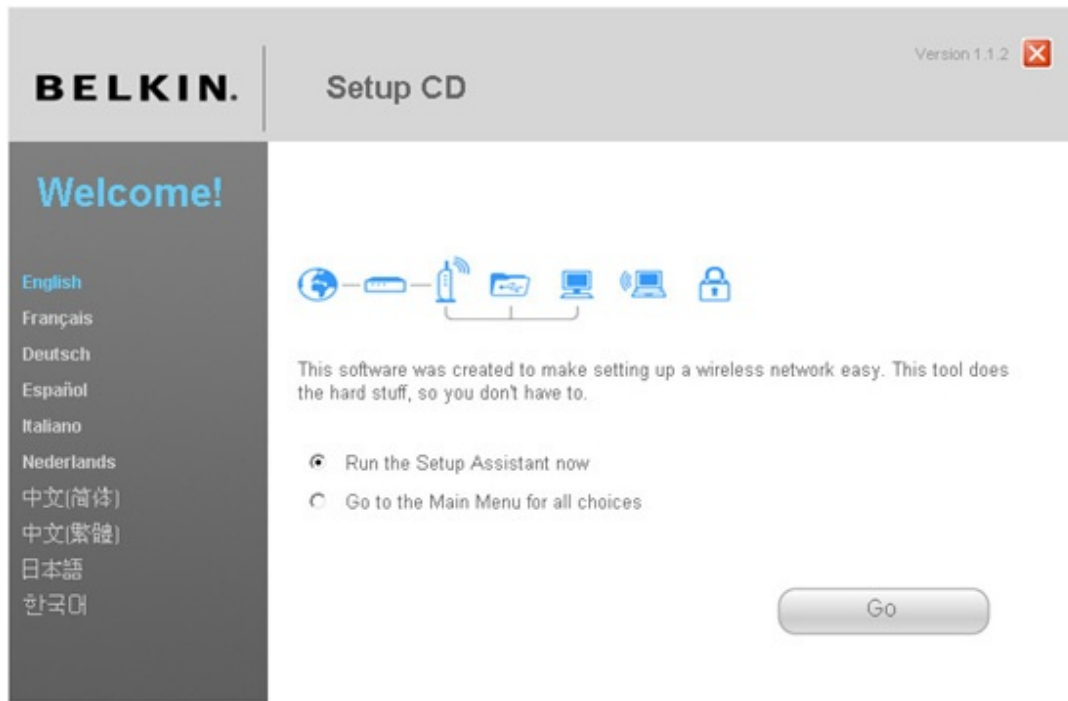 BELKIN.
Setup CD
Version 1.1.2
Welcome!
English
Français
Deutsch
Español
Italiano
Nederlands
中文(简体)
中文(繁體)
日本語
한국어
This software was created to make setting up a wireless network easy. This tool does
the hard stuff, so you don't have to.
Run the Setup Assistant now
Go to the Main Menu for all choices
Go